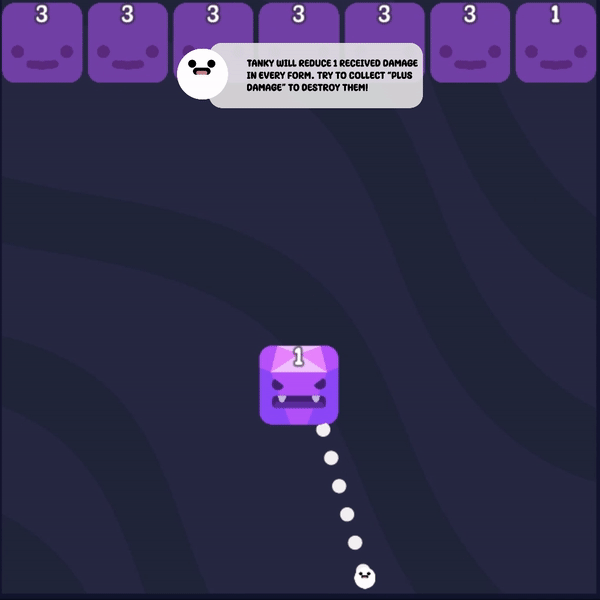 3 3 3 3 3 3 1
TANKY WILL REDUCE 1 RECEIVED DAMAGE
IN EVERY FORM. TRY TO COLLECT "PLUS
DAMAGE" TO DESTROY THEM!
1